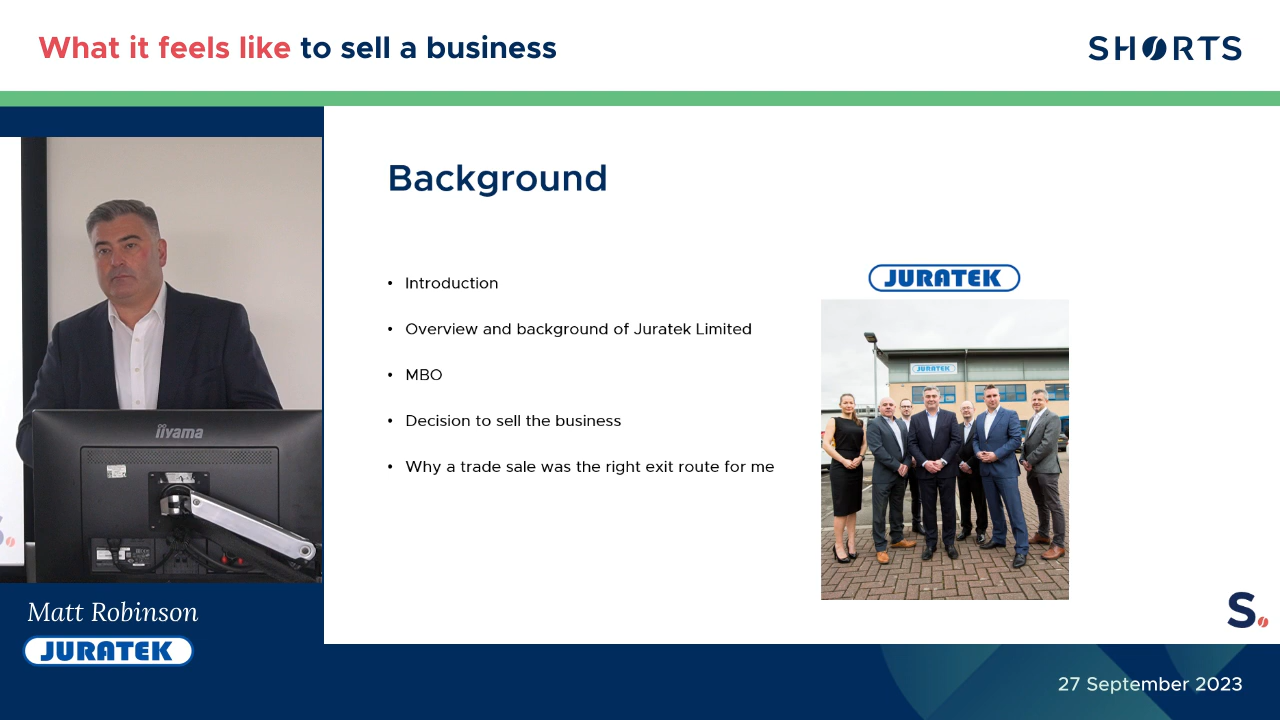 What it feels like to sell a business
SHORTS
Background
• Introduction
• Overview and background of Juratek Limited
• MBO
• Decision to sell the business
• Why a trade sale was the right exit route for me
JURATEK
JURATEK
iiyama
Matt Robinson
JURATEK
S.
27 September 2023